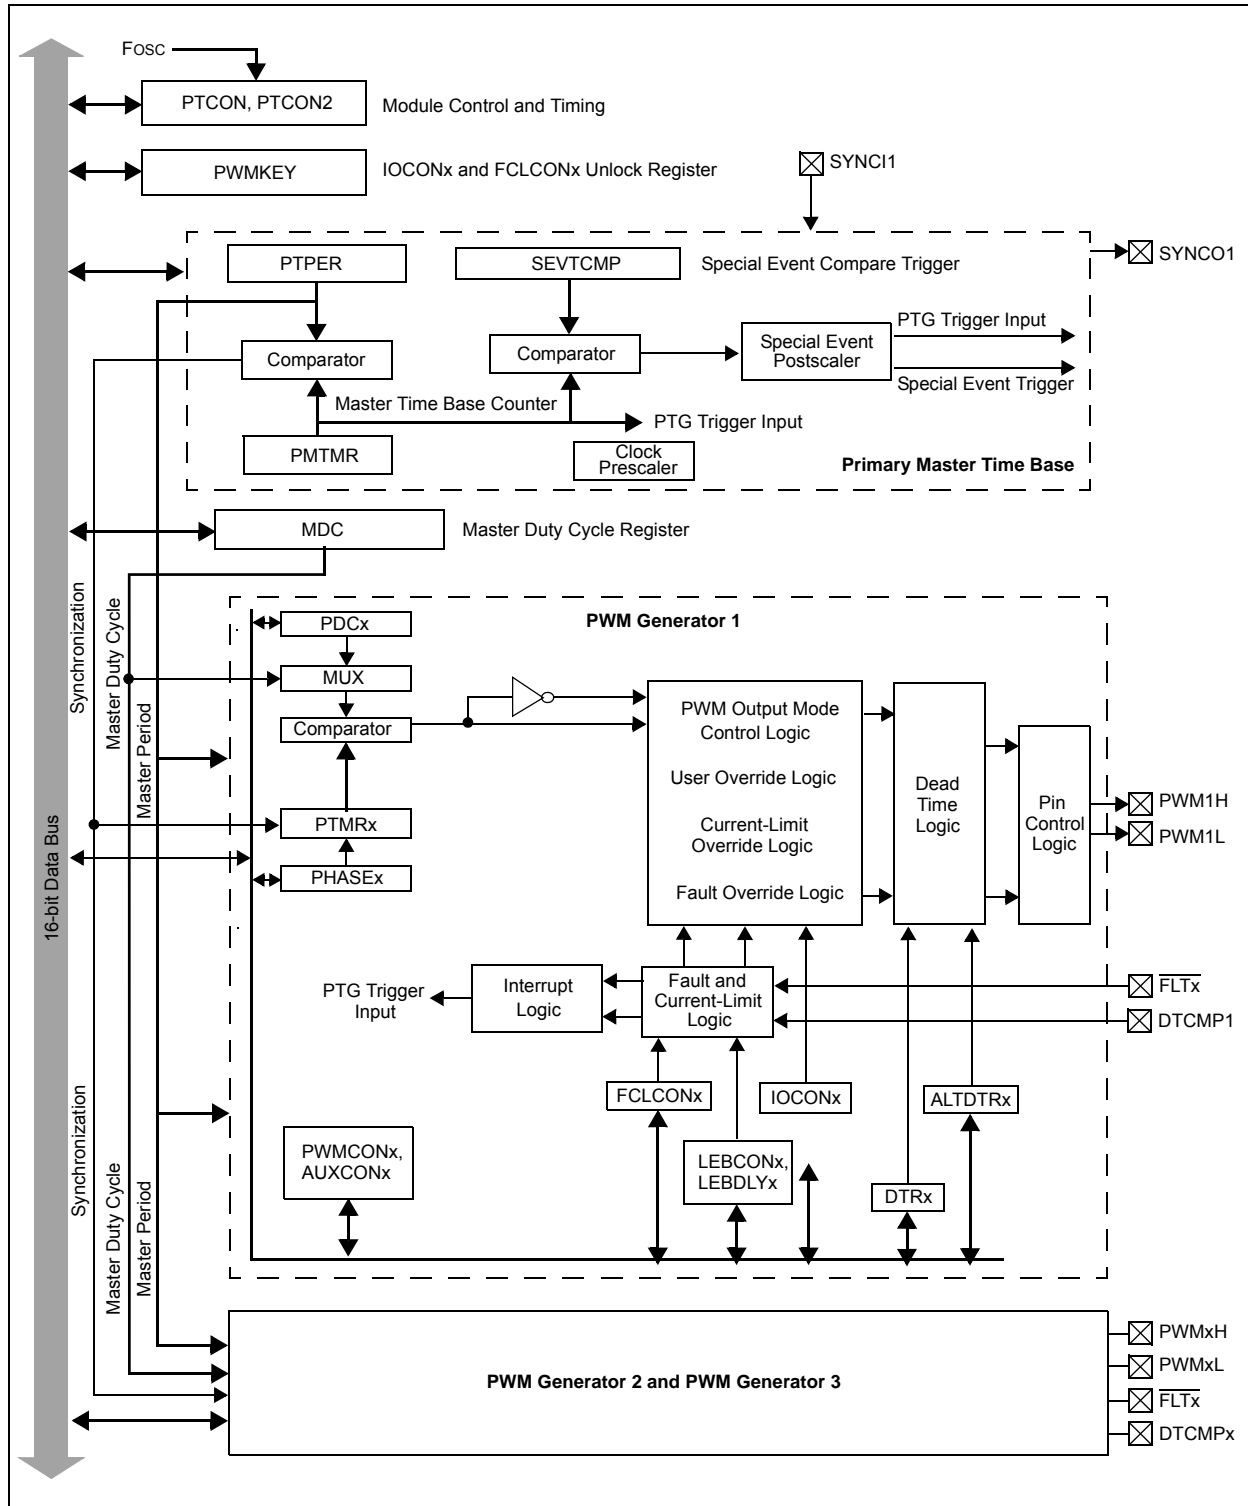 FOSC
PTCON, PTCON2
Module Control and Timing
PWMKEY
IOCONx and FCLCONx Unlock Register
SYNCI1
PTPER
SEVTCMP
Special Event Compare Trigger
SYNCO1
PTG Trigger Input
Comparator
Comparator
Special Event
Postscaler
Special Event Trigger
Master Time Base Counter
PTG Trigger Input
PMTMR
Clock
Prescaler
Primary Master Time Base
MDC
Master Duty Cycle Register
16-bit Data Bus
Synchronization
Master Duty Cycle
Master Period
PWM Generator 1
PDCx
MUX
Comparator
PTMRx
PHASEx
PWM Output Mode
Control Logic
User Override Logic
Current-Limit
Override Logic
Fault Override Logic
Dead
Time
Logic
Pin
Control
Logic
PWM1H
PWM1L
PTG Trigger
Input
Interrupt
Logic
Fault and
Current-Limit
Logic
FLTx
DTCMP1
FCLCONx
IOCONx
ALTDTRx
PWMCONx,
AUXCONx
LEBCONx,
LEBDLYx
DTRx
Synchronization
Master Duty Cycle
Master Period
PWM Generator 2 and PWM Generator 3
PWMxH
PWMxL
FLTx
DTCMPx